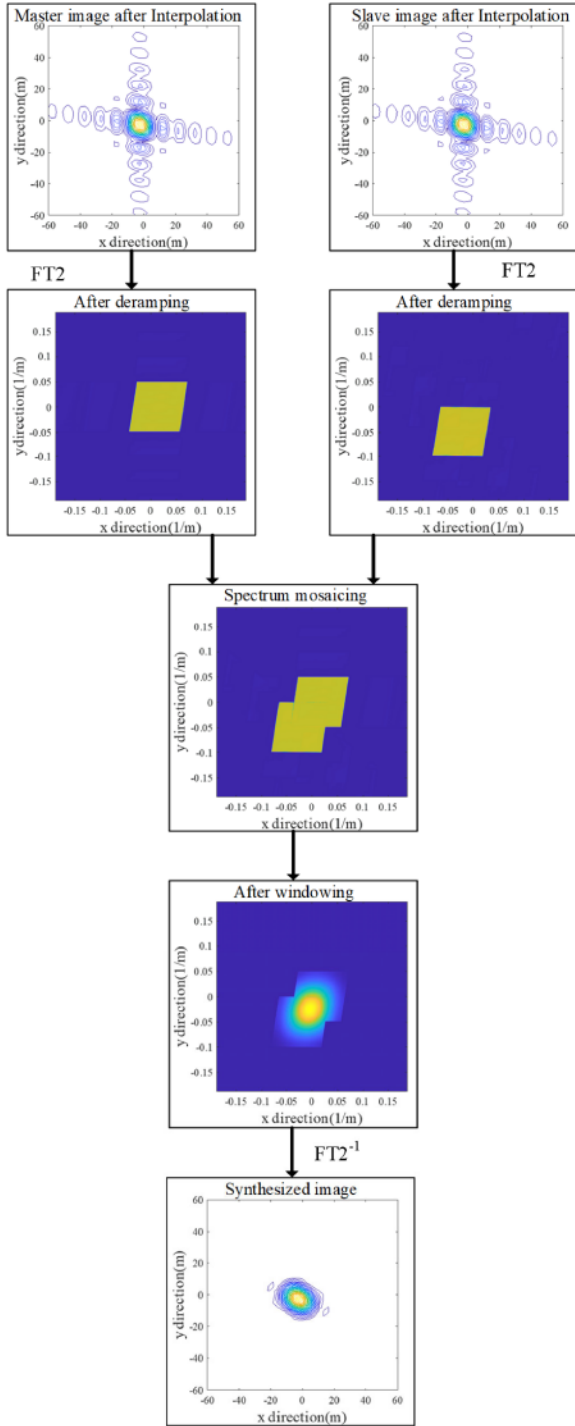 Master image after Interpolation
Slave image after Interpolation
y direction(m)
60
40
20
0
-20
-40
-60
-60 -40 -20 0 20 40 60
x direction(m)
y direction(m)
60
40
20
0
-20
-40
-60
-60 -40 -20 0 20 40 60
x direction(m)
FT2
FT2
After deramping
After deramping
ydirection(1/m)
0.15
0.1
0.05
0
-0.05
-0.1
-0.15
-0.15 -0.1 -0.05 0 0.05 0.1 0.15
x direction(1/m)
ydirection(1/m)
0.15
0.1
0.05
0
-0.05
-0.1
-0.15
-0.15 -0.1 -0.05 0 0.05 0.1 0.15
x direction(1/m)
Spectrum mosaicing
y direction(1/m)
0.15
0.1
0.05
0
-0.05
-0.1
-0.15
-0.15 -0.1 -0.05 0 0.05 0.1 0.15
x direction(1/m)
After windowing
ydirection(1/m)
0.15
0.1
0.05
0
-0.05
-0.1
-0.15
-0.15 -0.1 -0.05 0 0.05 0.1 0.15
x direction(1/m)
FT2-1
Synthesized image
y direction(m)
60
40
20
0
-20
-40
-60
-60 -40 -20 0 20 40 60
x direction(m)